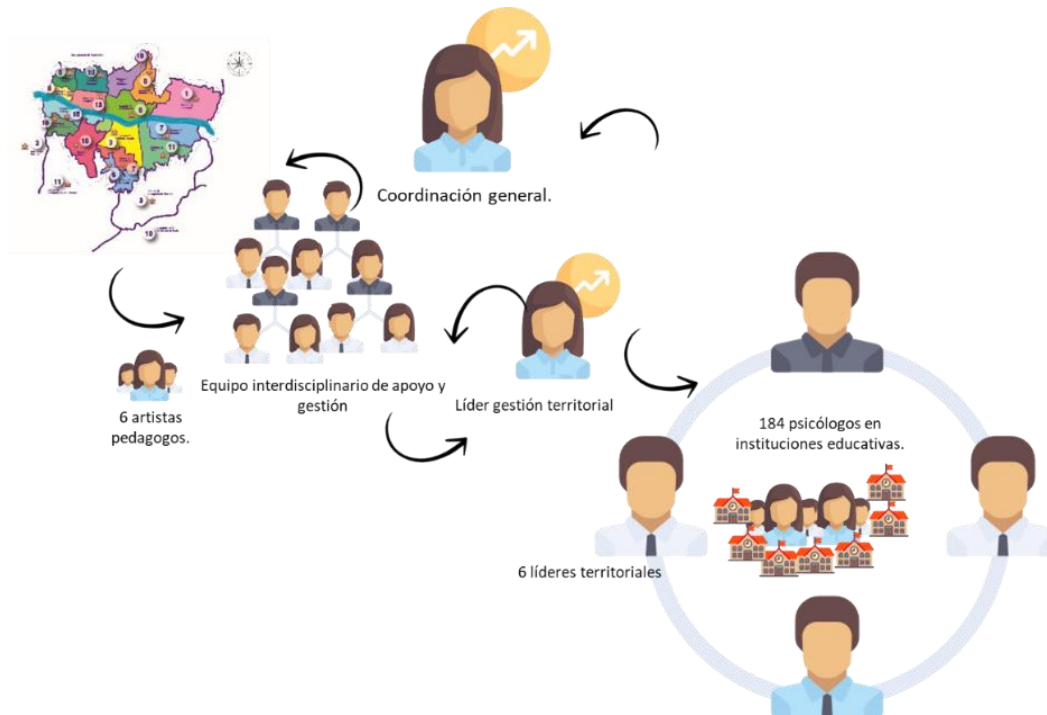 Coordinación general.
Equipo interdisciplinario de apoyo y
gestión
6 artistas
pedagogos.
Líder gestión territorial
184 psicólogos en
instituciones educativas.
6 líderes territoriales